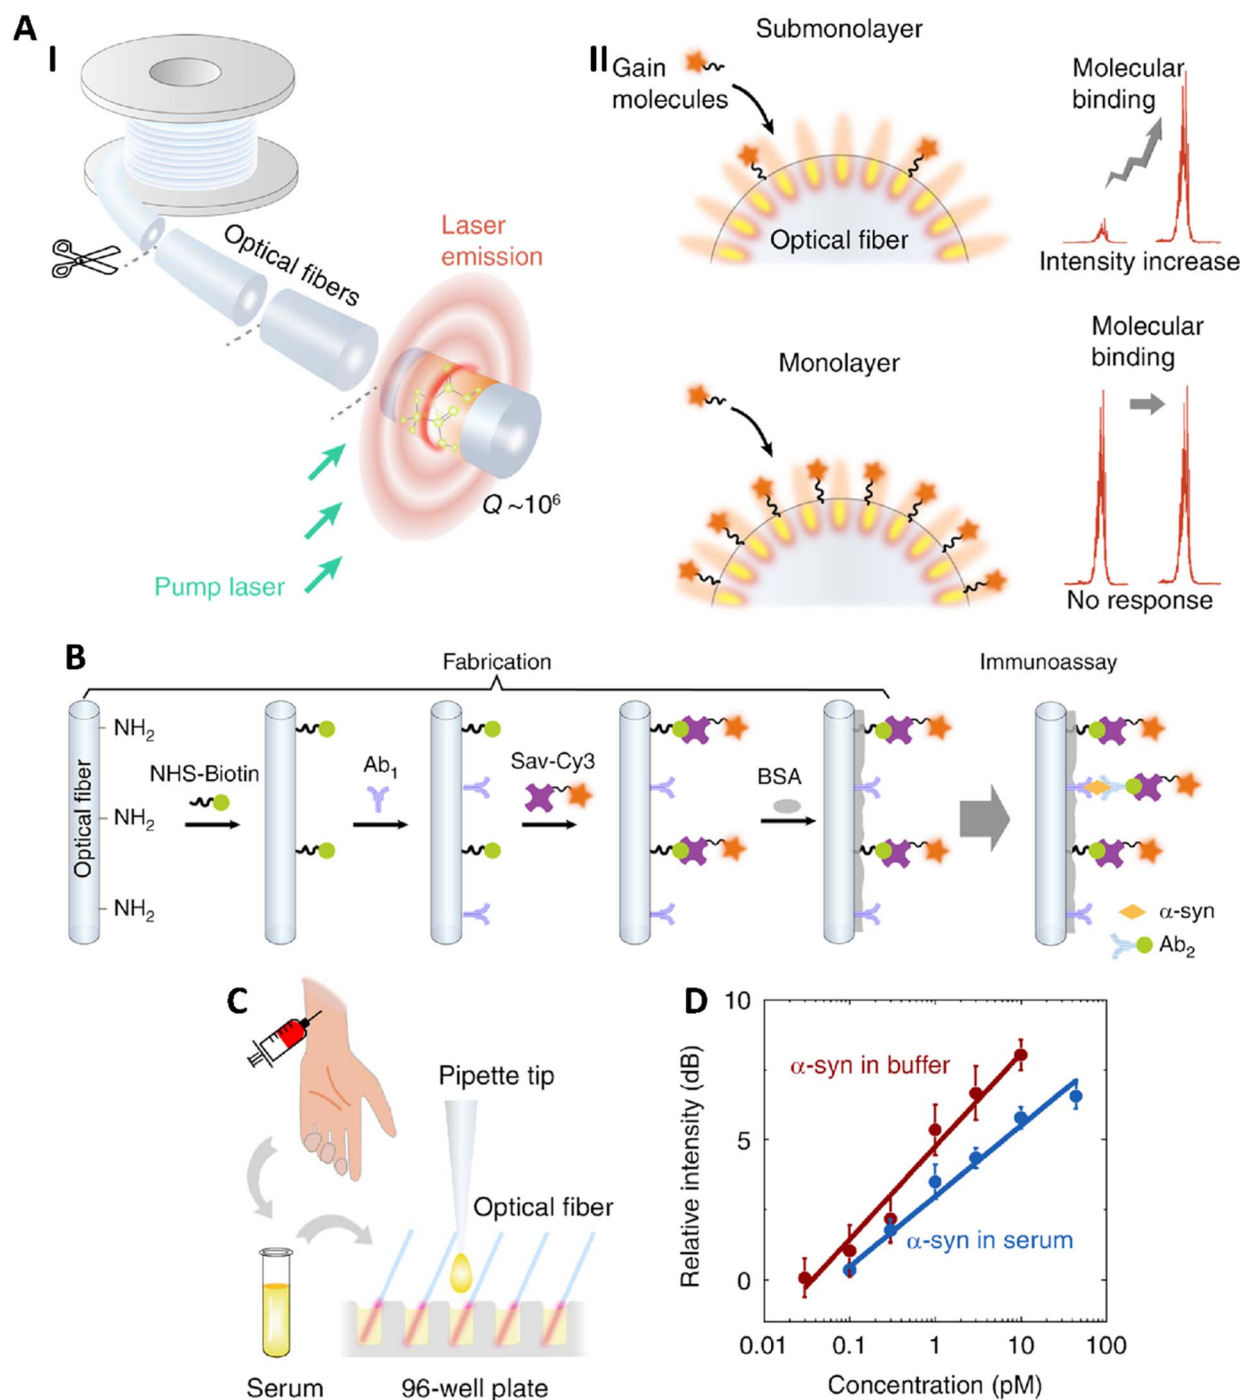 A
I
Optical fibers
Laser
emission
Q ~10⁶
Pump laser
II
Submonolayer
Gain
molecules
Optical fiber
Molecular
binding
Intensity increase
Monolayer
Molecular
binding
No response
B
Fabrication
Immunoassay
Optical fiber
NH₂
NH₂
NH₂
NHS-Biotin
Ab₁
Sav-Cy3
BSA
α-syn
Ab₂
C
Pipette tip
Optical fiber
Serum
96-well plate
D
Relative intensity (dB)
10
5
0
α-syn in buffer
α-syn in serum
0.01
0.1
1
10
100
Concentration (pM)